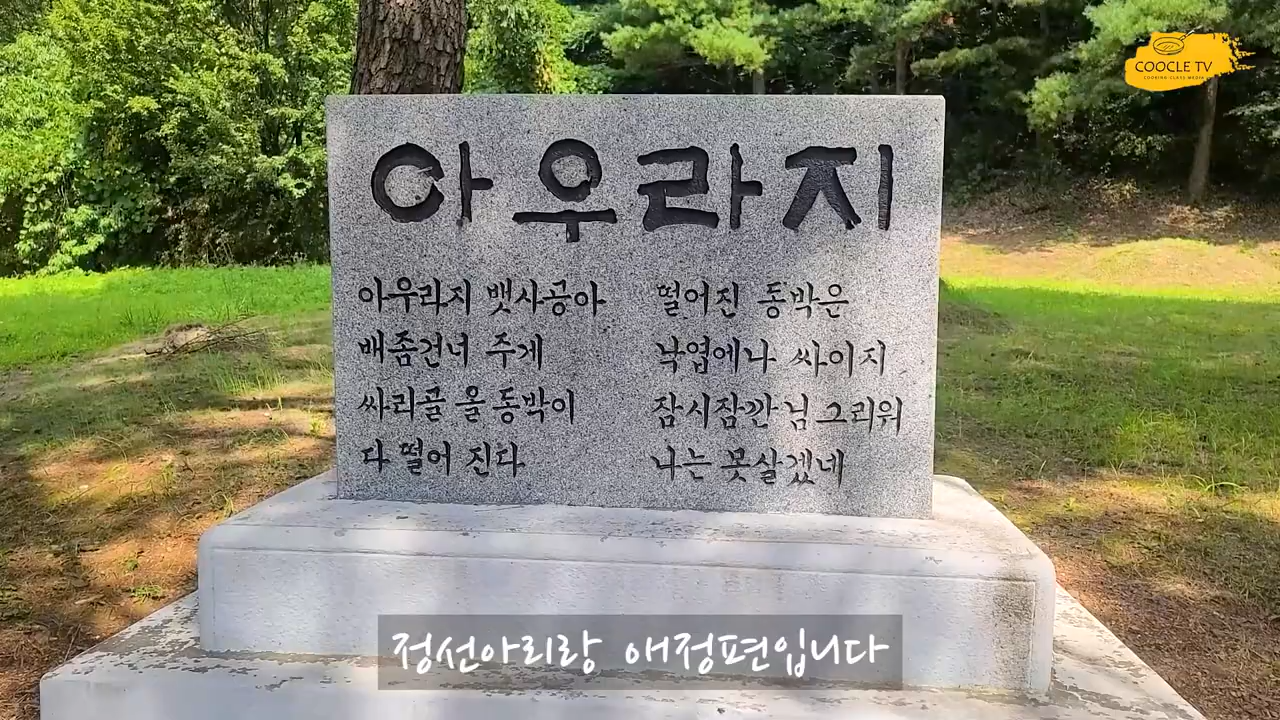 COOCLE TV
COOKING CLASS MEDIA
아우라지
아우라지 뱃사공아
배좀건너 주게
싸리골 올동박이
다 떨어 진다
떨어진 동박은
낙엽에나 싸이지
잠시잠깐 님그리워
나는 못살겠네
정선아리랑 애정편입니다